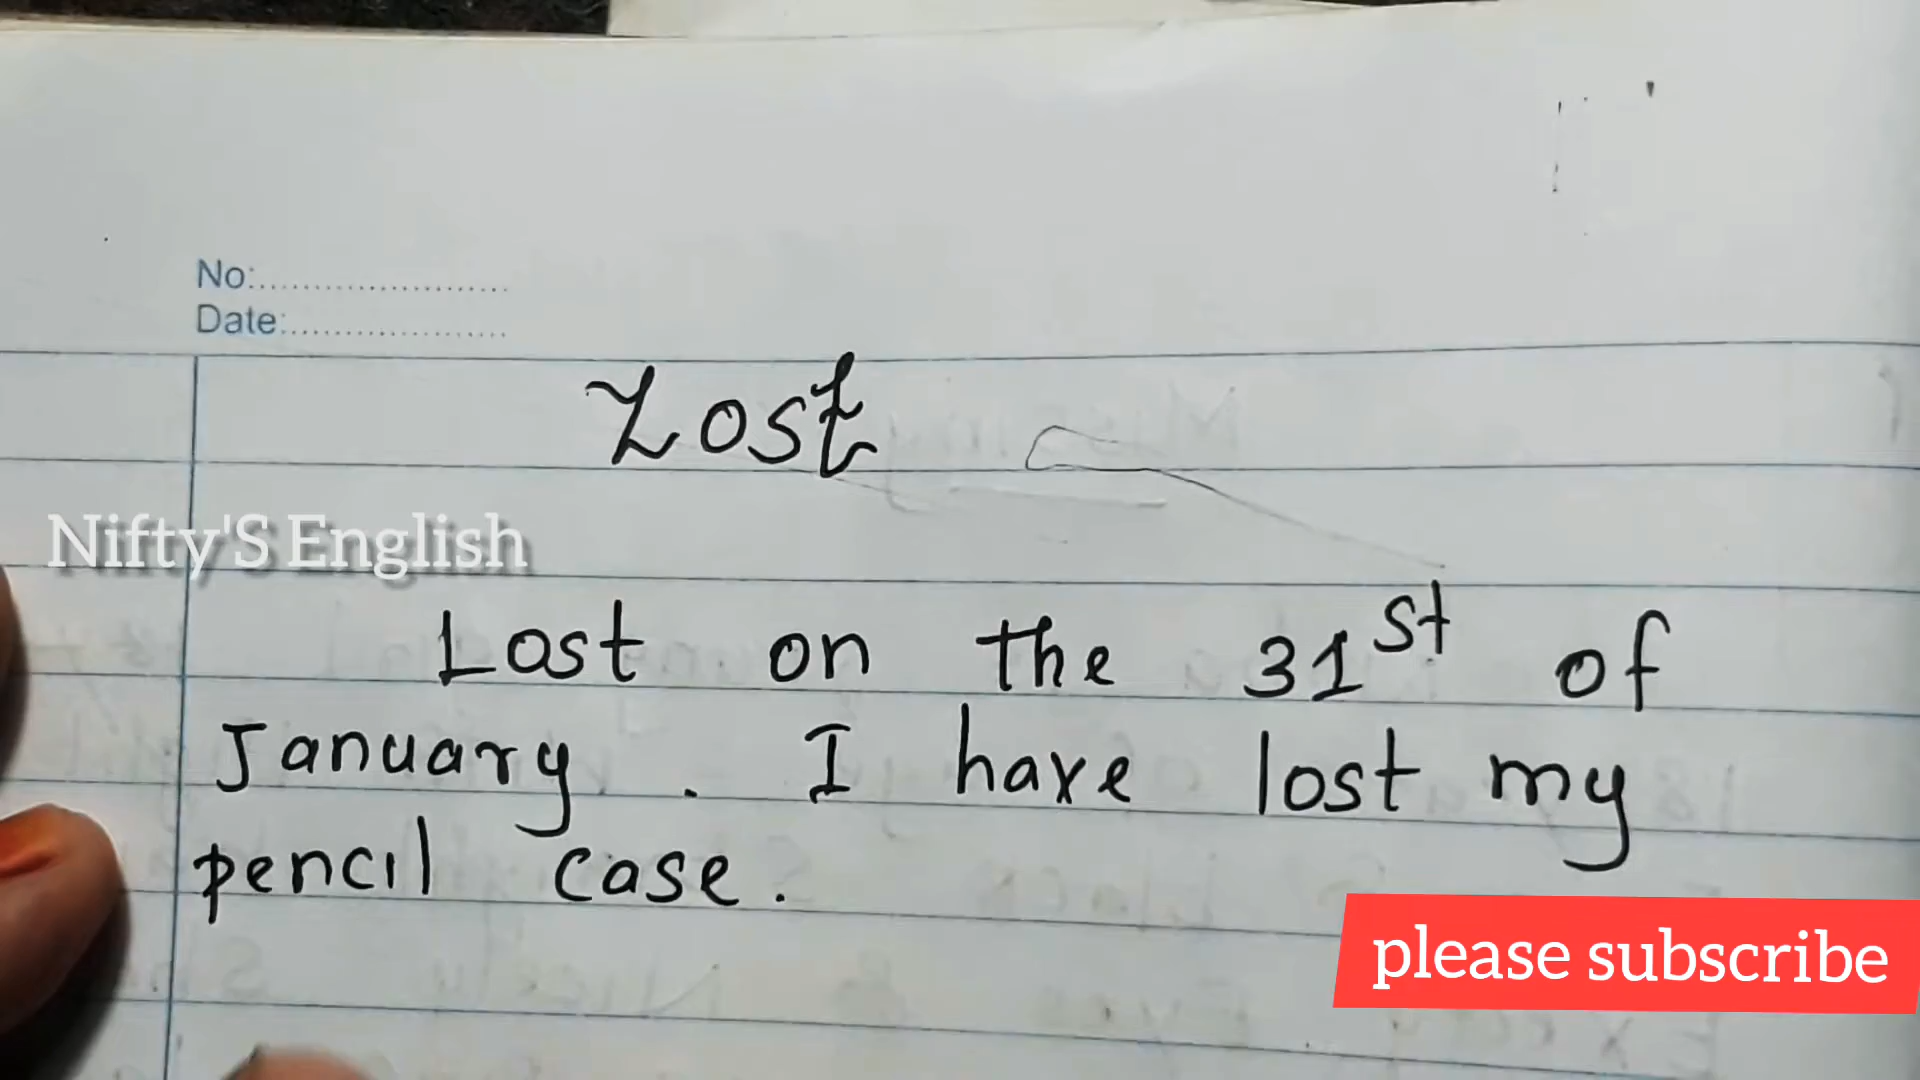 No:......................
Date:....................
Lost
Nifty'S English
Lost on the 31st of
January. I have lost my
pencil case.
please subscribe